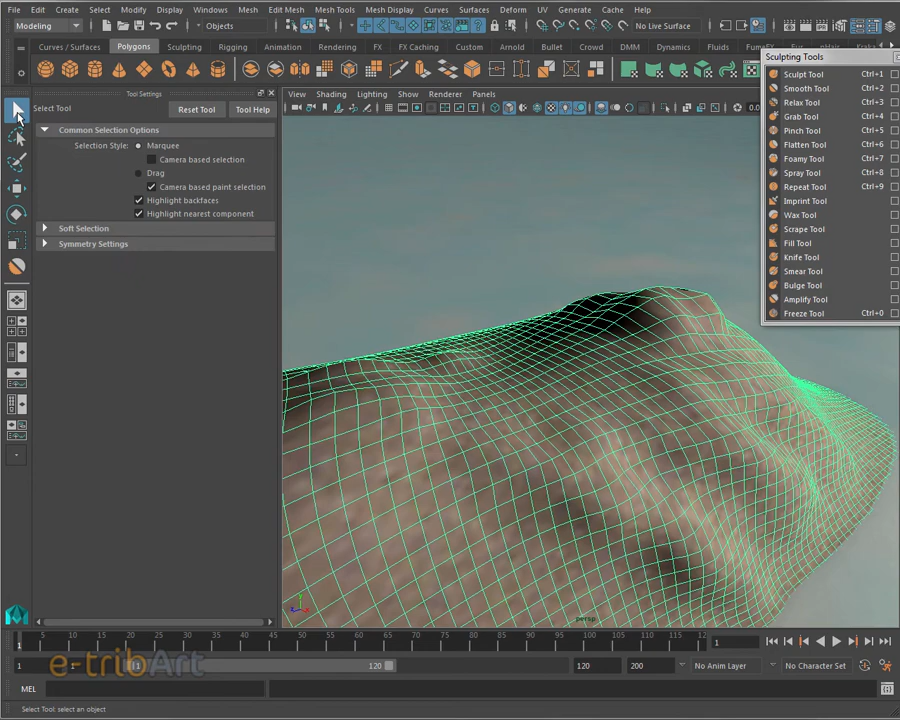 File Edit Create Select Modify Display Windows Mesh Edit Mesh Mesh Tools Mesh Display Curves Surfaces Deform UV Generate Cache Help
Modeling Objects No Live Surface
Curves / Surfaces Polygons Sculpting Rigging Animation Rendering FX FX Caching Custom Arnold Bullet Crowd DMM Dynamics Fluids
Sculpting Tools
Sculpt Tool Ctrl+1
Smooth Tool Ctrl+2
Relax Tool Ctrl+3
Grab Tool Ctrl+4
Pinch Tool Ctrl+5
Flatten Tool Ctrl+6
Foamy Tool Ctrl+7
Spray Tool Ctrl+8
Repeat Tool Ctrl+9
Imprint Tool
Wax Tool
Scrape Tool
Fill Tool
Knife Tool
Smear Tool
Bulge Tool
Amplify Tool
Freeze Tool Ctrl+0
Tool Settings
Select Tool Reset Tool Tool Help
Common Selection Options
Selection Style: Marquee
Camera based selection
Drag
Camera based paint selection
Highlight backfaces
Highlight nearest component
Soft Selection
Symmetry Settings
View Shading Lighting Show Renderer Panels
persp
1 5 10 15 20 25 30 35 40 45 50 55 60 65 70 75 80 85 90 95 100 105 110 115 12
1
1 1 1 120 120 200 No Anim Layer No Character Set
e-tribArt
MEL
Select Tool: select an object